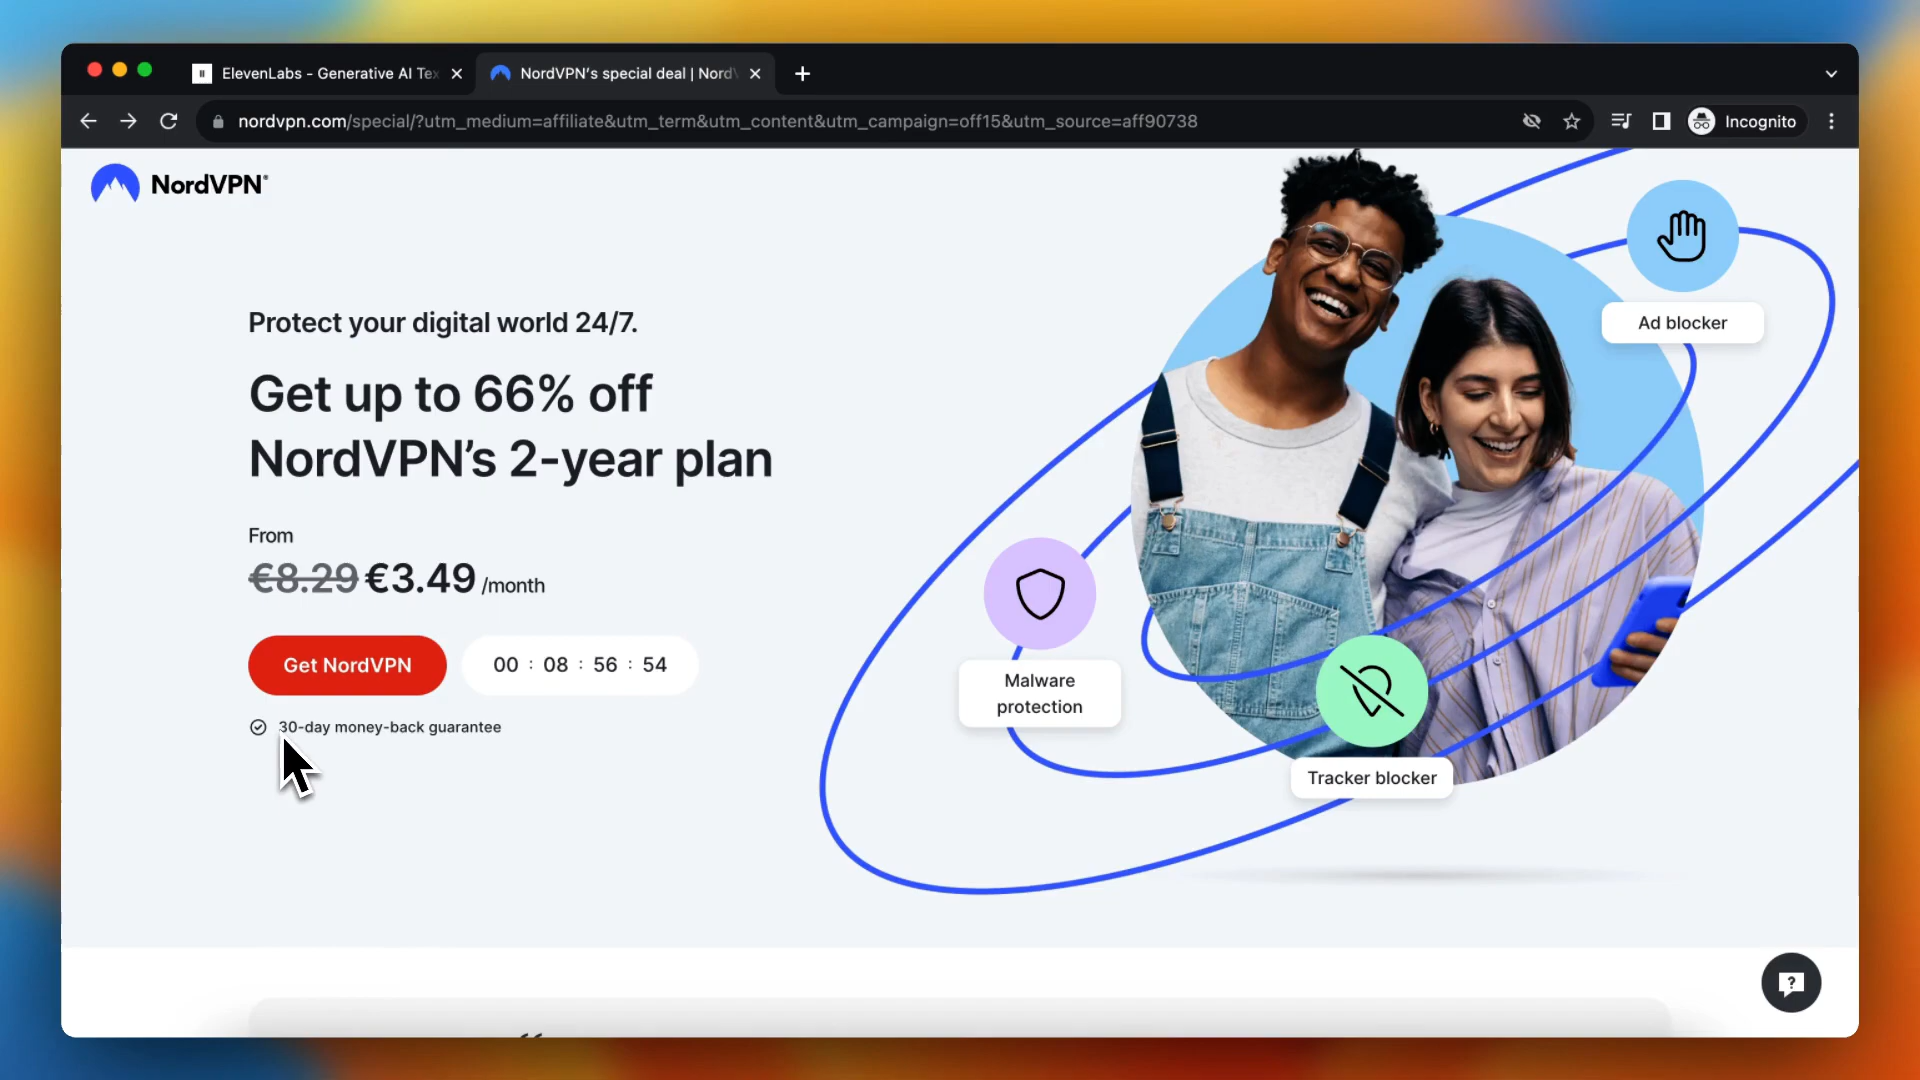 ElevenLabs - Generative AI Tex
NordVPN's special deal | Nord
nordvpn.com/special/?utm_medium=affiliate&utm_term&utm_content&utm_campaign=off15&utm_source=aff90738
Incognito
NordVPN®
Protect your digital world 24/7.
Get up to 66% off
NordVPN’s 2-year plan
From
€8.29 €3.49 /month
Get NordVPN
00 : 08 : 56 : 54
30-day money-back guarantee
Ad blocker
Malware
protection
Tracker blocker